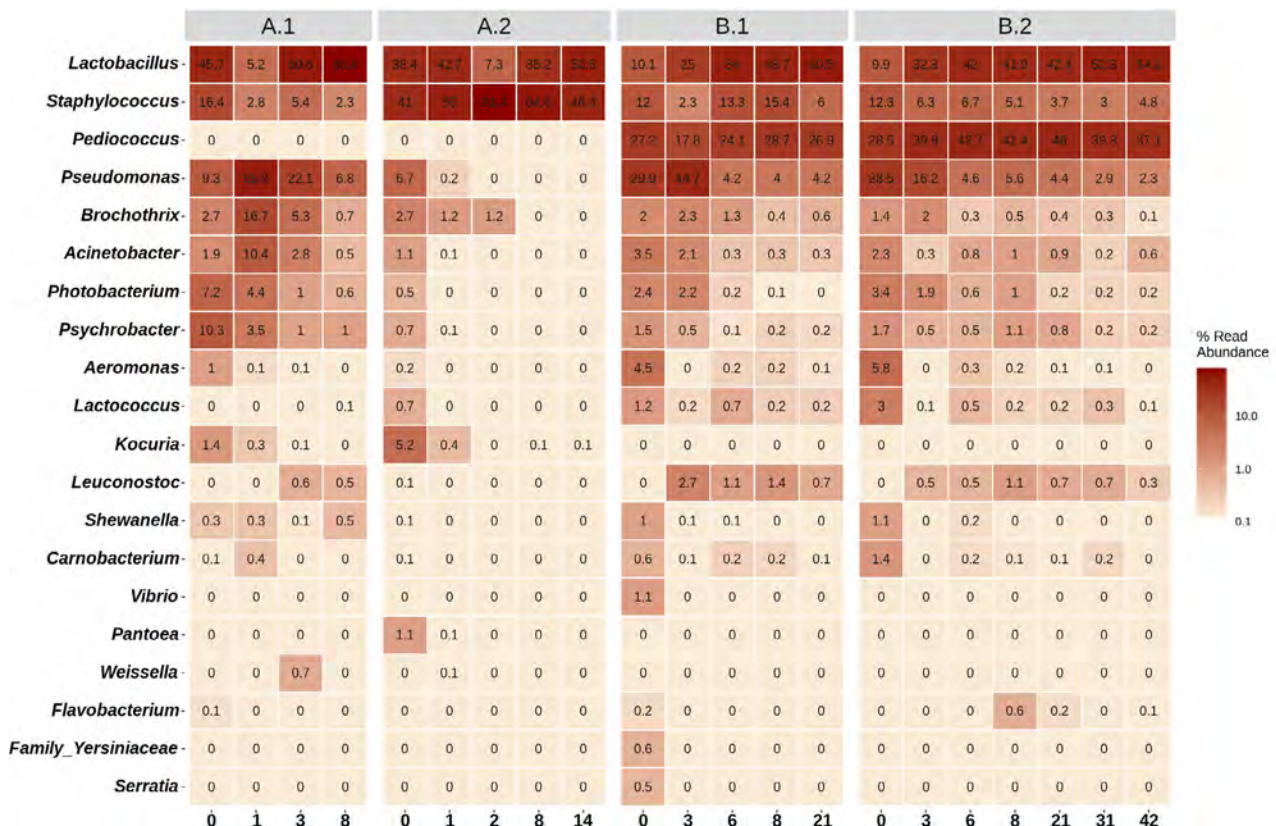 A.1 A.2 B.1 B.2
Lactobacillus 5.2 38.4 42.7 7.3 10.1 25 9.9 32.3 42
Staphylococcus 16.4 2.8 5.4 2.3 41 12 2.3 13.3 15.4 6 12.3 6.3 6.7 5.1 3.7 3 4.8
Pediococcus 0 0 0 0 0 0 0 0 0 27.2 17.8 28.7 26.9
Pseudomonas 9.3 22.1 6.8 6.7 0.2 0 0 0 29.9 4.2 4 4.2 28.5 16.2 4.6 5.6 4.4 2.9 2.3
Brochothrix 2.7 16.7 5.3 0.7 2.7 1.2 1.2 0 0 2 2.3 1.3 0.4 0.6 1.4 2 0.3 0.5 0.4 0.3 0.1
Acinetobacter 1.9 10.4 2.8 0.5 1.1 0.1 0 0 0 3.5 2.1 0.3 0.3 0.3 2.3 0.3 0.8 1 0.9 0.2 0.6
Photobacterium 7.2 4.4 1 0.6 0.5 0 0 0 0 2.4 2.2 0.2 0.1 0 3.4 1.9 0.6 1 0.2 0.2 0.2
Psychrobacter 10.3 3.5 1 1 0.7 0.1 0 0 0 1.5 0.5 0.1 0.2 0.2 1.7 0.5 0.5 1.1 0.8 0.2 0.2
Aeromonas 1 0.1 0.1 0 0.2 0 0 0 0 4.5 0 0.2 0.2 0.1 5.8 0 0.3 0.2 0.1 0.1 0
Lactococcus 0 0 0 0.1 0.7 0 0 0 0 1.2 0.2 0.7 0.2 0.2 3 0.1 0.5 0.2 0.2 0.3 0.1
Kocuria 1.4 0.3 0.1 0 5.2 0.4 0 0.1 0.1 0 0 0 0 0 0 0 0 0 0 0 0
Leuconostoc 0 0 0.6 0.5 0.1 0 0 0 0 0 2.7 1.1 1.4 0.7 0 0.5 0.5 1.1 0.7 0.7 0.3
Shewanella 0.3 0.3 0.1 0.5 0.1 0 0 0 0 1 0.1 0.1 0 0 1.1 0 0.2 0 0 0 0
Carnobacterium 0.1 0.4 0 0 0.1 0 0 0 0 0.6 0.1 0.2 0.2 0.1 1.4 0 0.2 0.1 0.1 0.2 0
Vibrio 0 0 0 0 0 0 0 0 0 1.1 0 0 0 0 0 0 0 0 0 0 0
Pantoea 0 0 0 0 1.1 0.1 0 0 0 0 0 0 0 0 0 0 0 0 0 0 0
Weissella 0 0 0.7 0 0 0.1 0 0 0 0 0 0 0 0 0 0 0 0 0 0 0
Flavobacterium 0.1 0 0 0 0 0 0 0 0 0.2 0 0 0 0 0 0 0 0.6 0.2 0 0.1
Family_Yersiniaceae 0 0 0 0 0 0 0 0 0 0.6 0 0 0 0 0 0 0 0 0 0 0
Serratia 0 0 0 0 0 0 0 0 0 0.5 0 0 0 0 0 0 0 0 0 0 0
0 1 3 8 0 1 2 8 14 0 3 6 8 21 0 3 6 8 21 31 42
% Read
Abundance
10.0
1.0
0.1